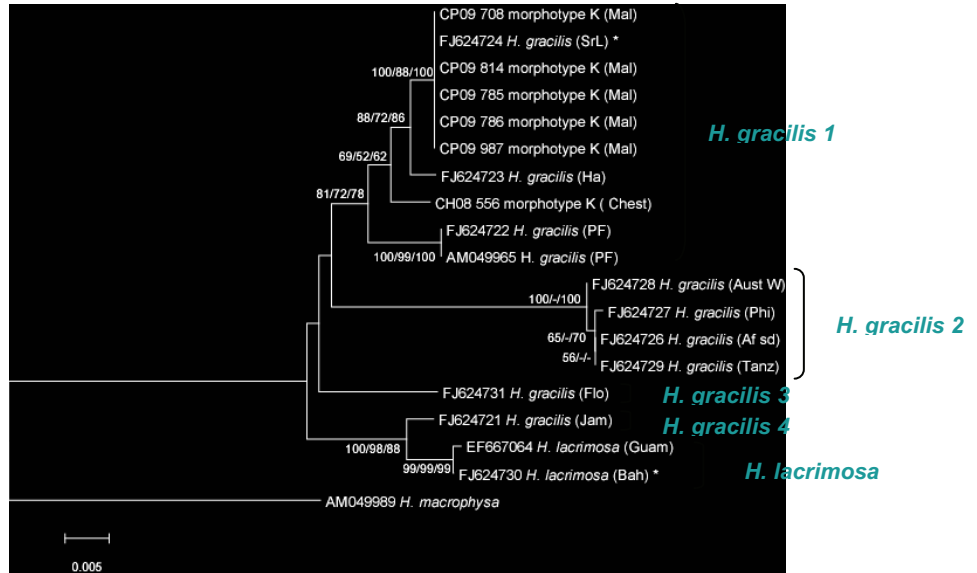 CP09 708 morphotype K (Mal)
FJ624724 H. gracilis (SrL) *
100/88/100
CP09 814 morphotype K (Mal)
CP09 785 morphotype K (Mal)
88/72/86
CP09 786 morphotype K (Mal)
H. gracilis 1
CP09 987 morphotype K (Mal)
69/52/62
FJ624723 H. gracilis (Ha)
81/72/78
CH08 556 morphotype K ( Chest)
FJ624722 H. gracilis (PF)
100/99/100
AM049965 H. gracilis (PF)
FJ624728 H. gracilis (Aust W)
100/-/100
FJ624727 H. gracilis (Phi)
H. gracilis 2
65/-/70
FJ624726 H. gracilis (Af sd)
56/-/-
FJ624729 H. gracilis (Tanz)
FJ624731 H. gracilis (Flo)
H. gracilis 3
FJ624721 H. gracilis (Jam)
H. gracilis 4
100/98/88
EF667064 H. lacrimosa (Guam)
99/99/99
FJ624730 H. lacrimosa (Bah) *
H. lacrimosa
AM049989 H. macrophysa
0.005